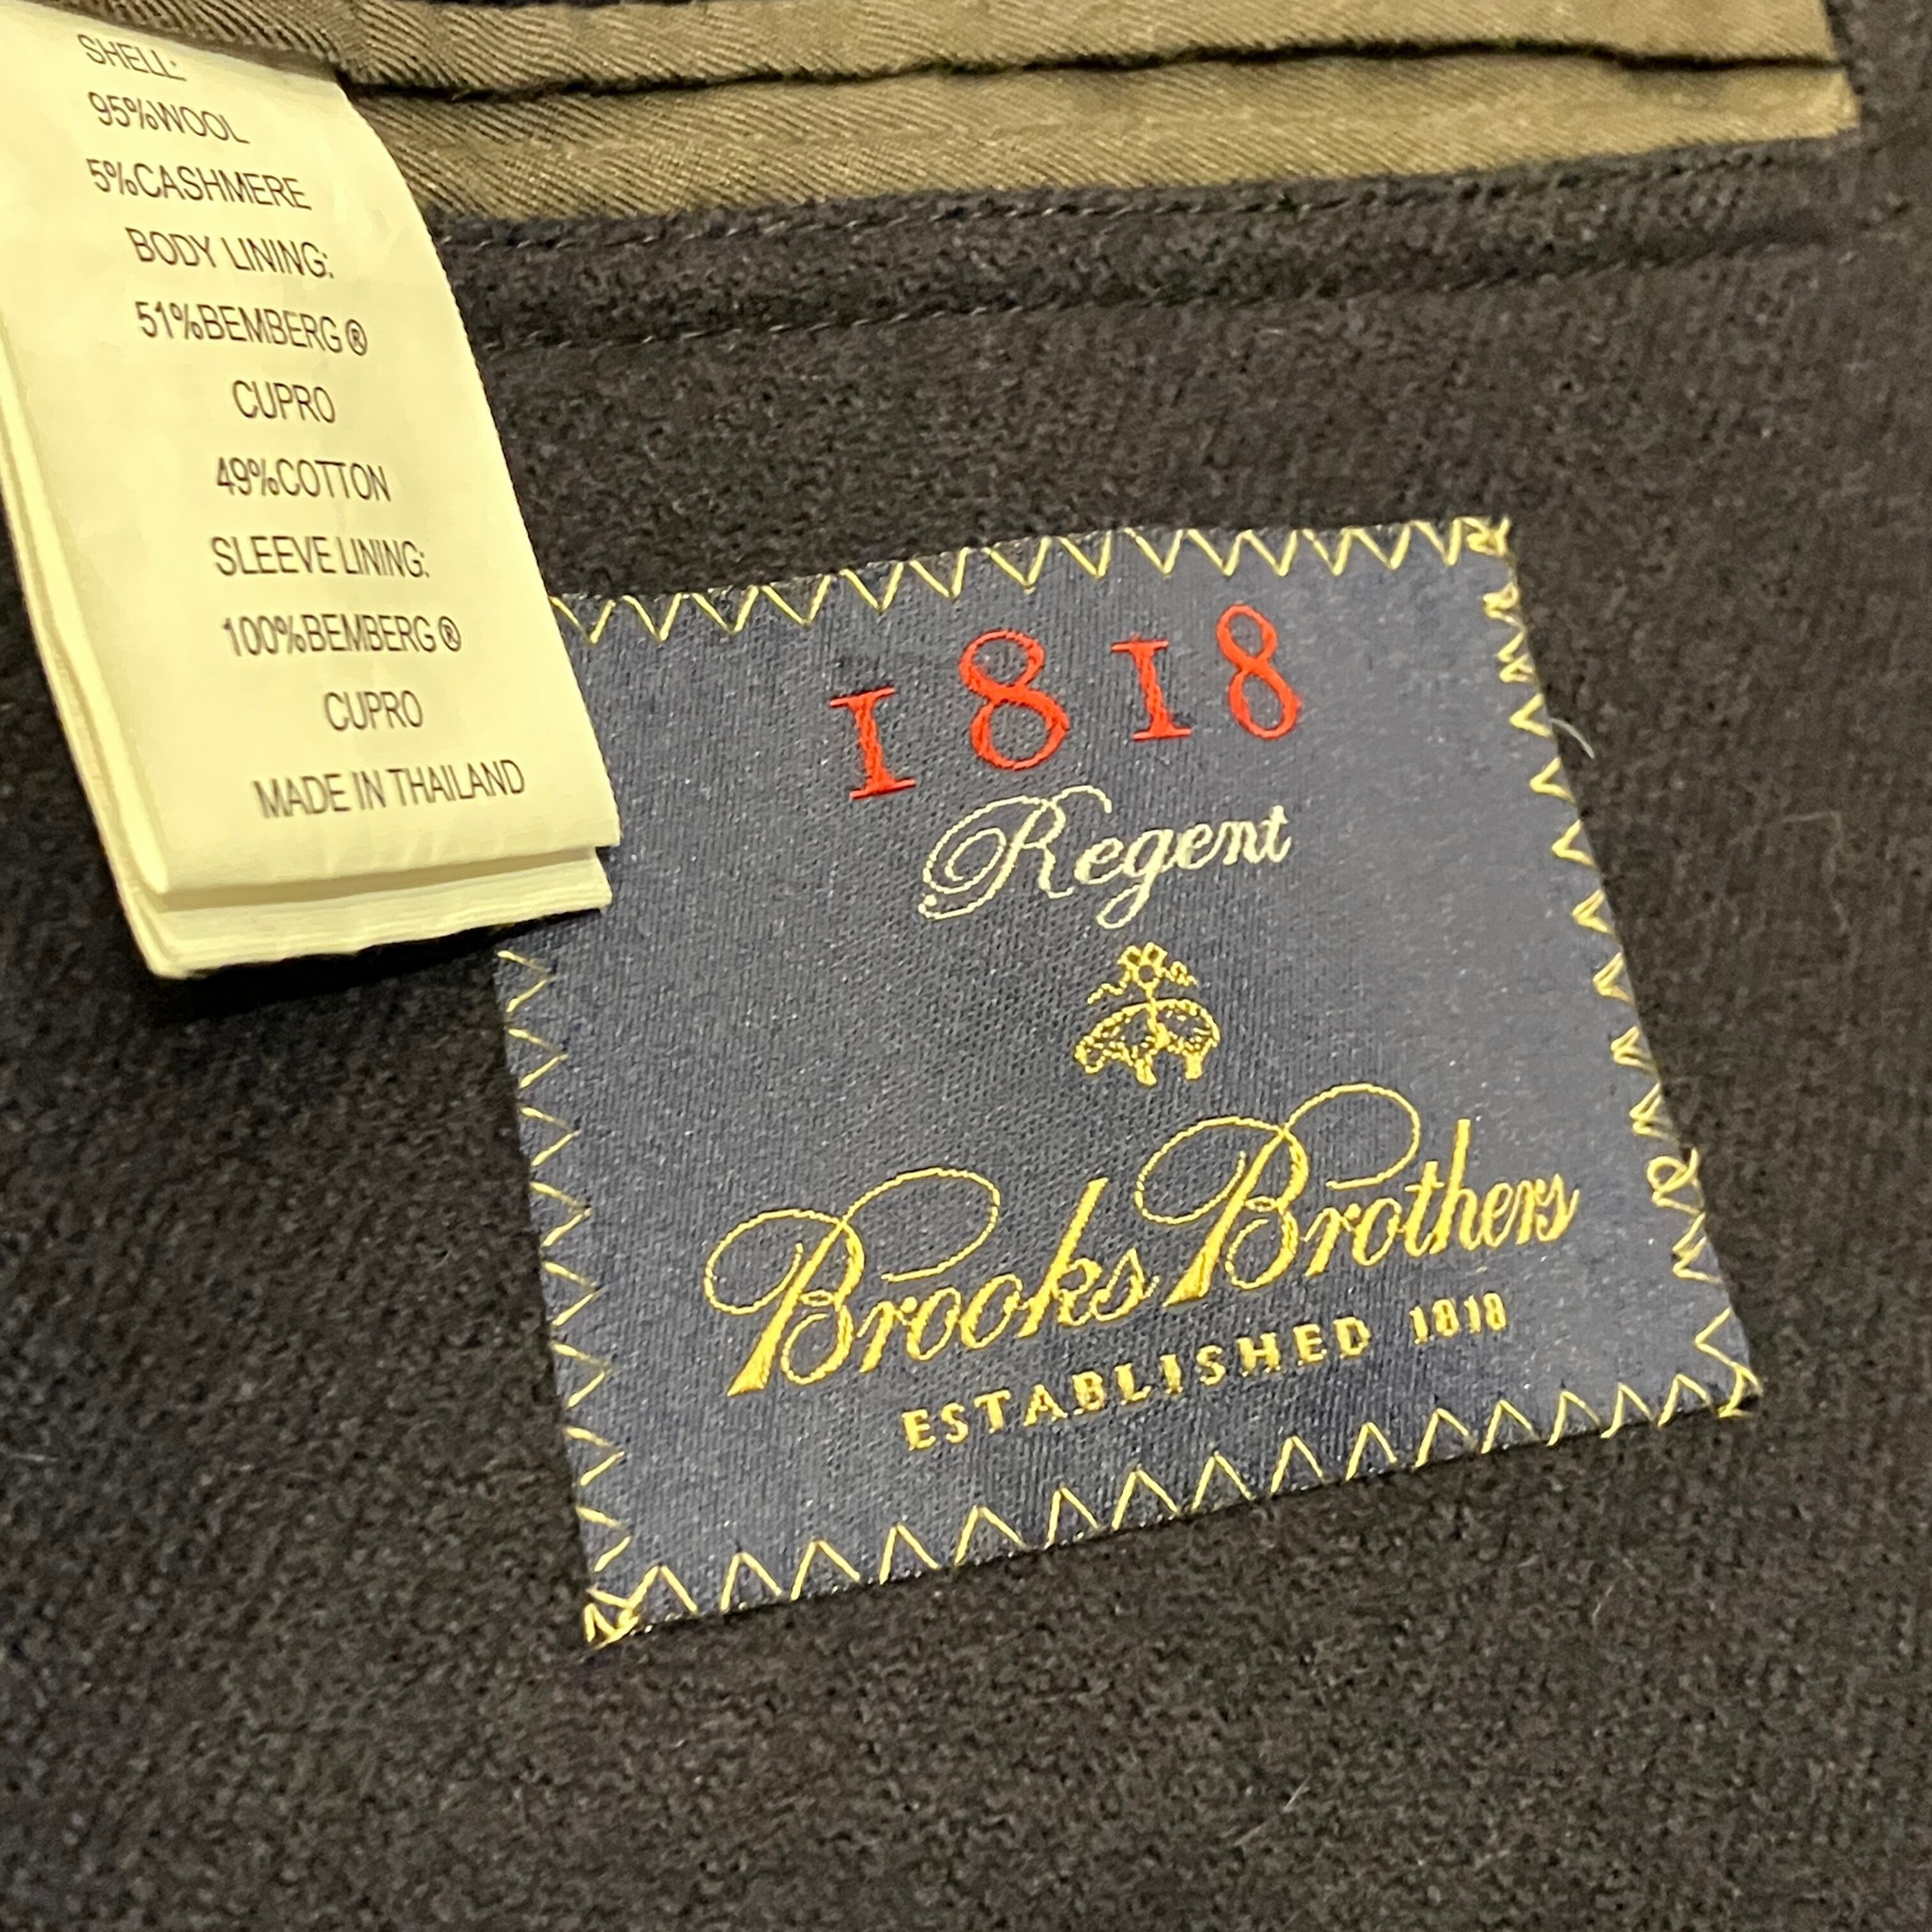 SHELL:
95%WOOL
5%CASHMERE
BODY LINING:
51%BEMBERG®
CUPRO
49%COTTON
SLEEVE LINING:
100%BEMBERG®
CUPRO
MADE IN THAILAND
1818
Regent
Brooks Brothers
ESTABLISHED 1818